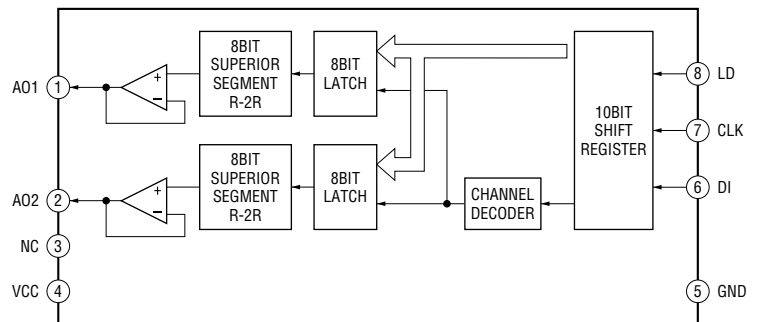 8BIT
SUPERIOR
SEGMENT
R-2R
8BIT
LATCH
10BIT
SHIFT
REGISTER
AO1
1
+
−
8
LD
7
CLK
8BIT
SUPERIOR
SEGMENT
R-2R
8BIT
LATCH
CHANNEL
DECODER
6
DI
AO2
2
+
−
NC
3
VCC
4
5
GND